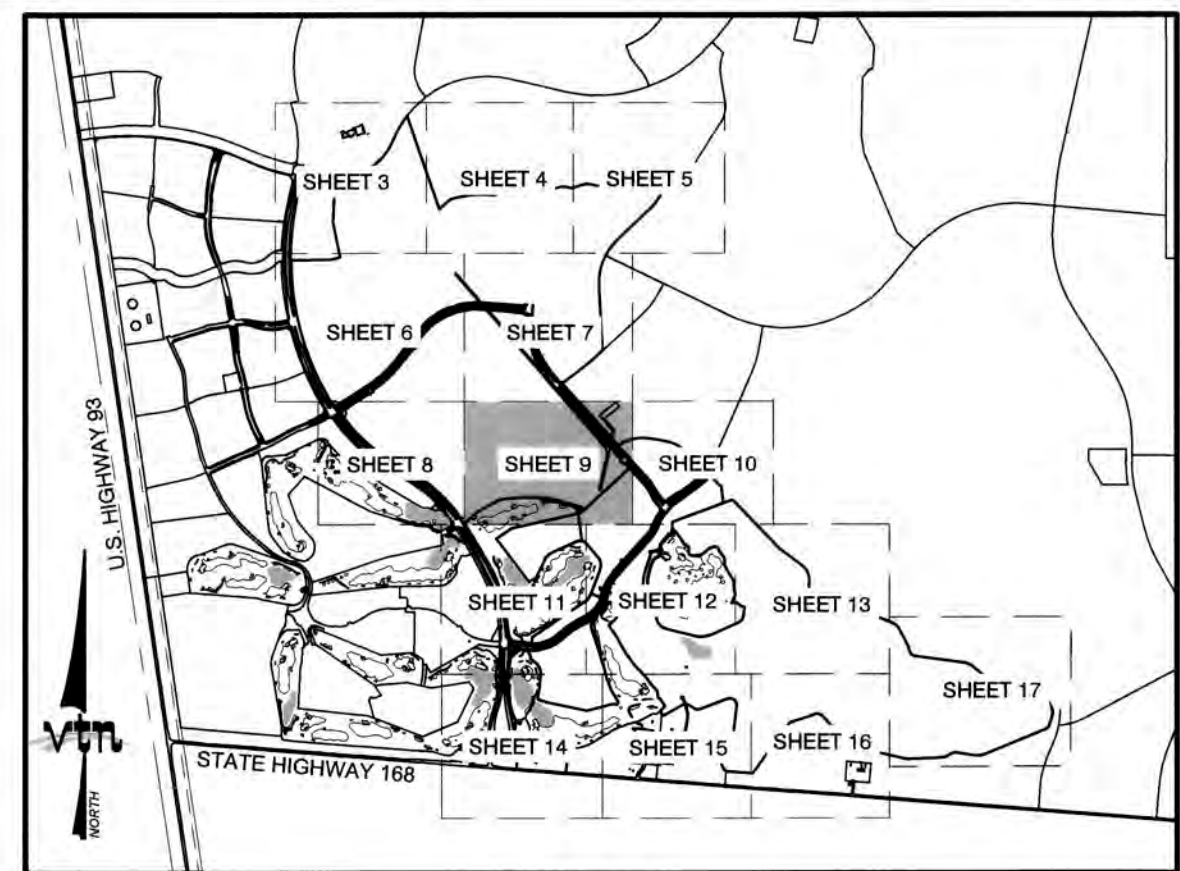 SHEET 3
SHEET 4
SHEET 5
SHEET 6
SHEET 7
U.S. HIGHWAY 93
SHEET 8
SHEET 9
SHEET 10
SHEET 11
SHEET 12
SHEET 13
SHEET 17
SHEET 14
SHEET 15
SHEET 16
STATE HIGHWAY 168
vtn
NORTH